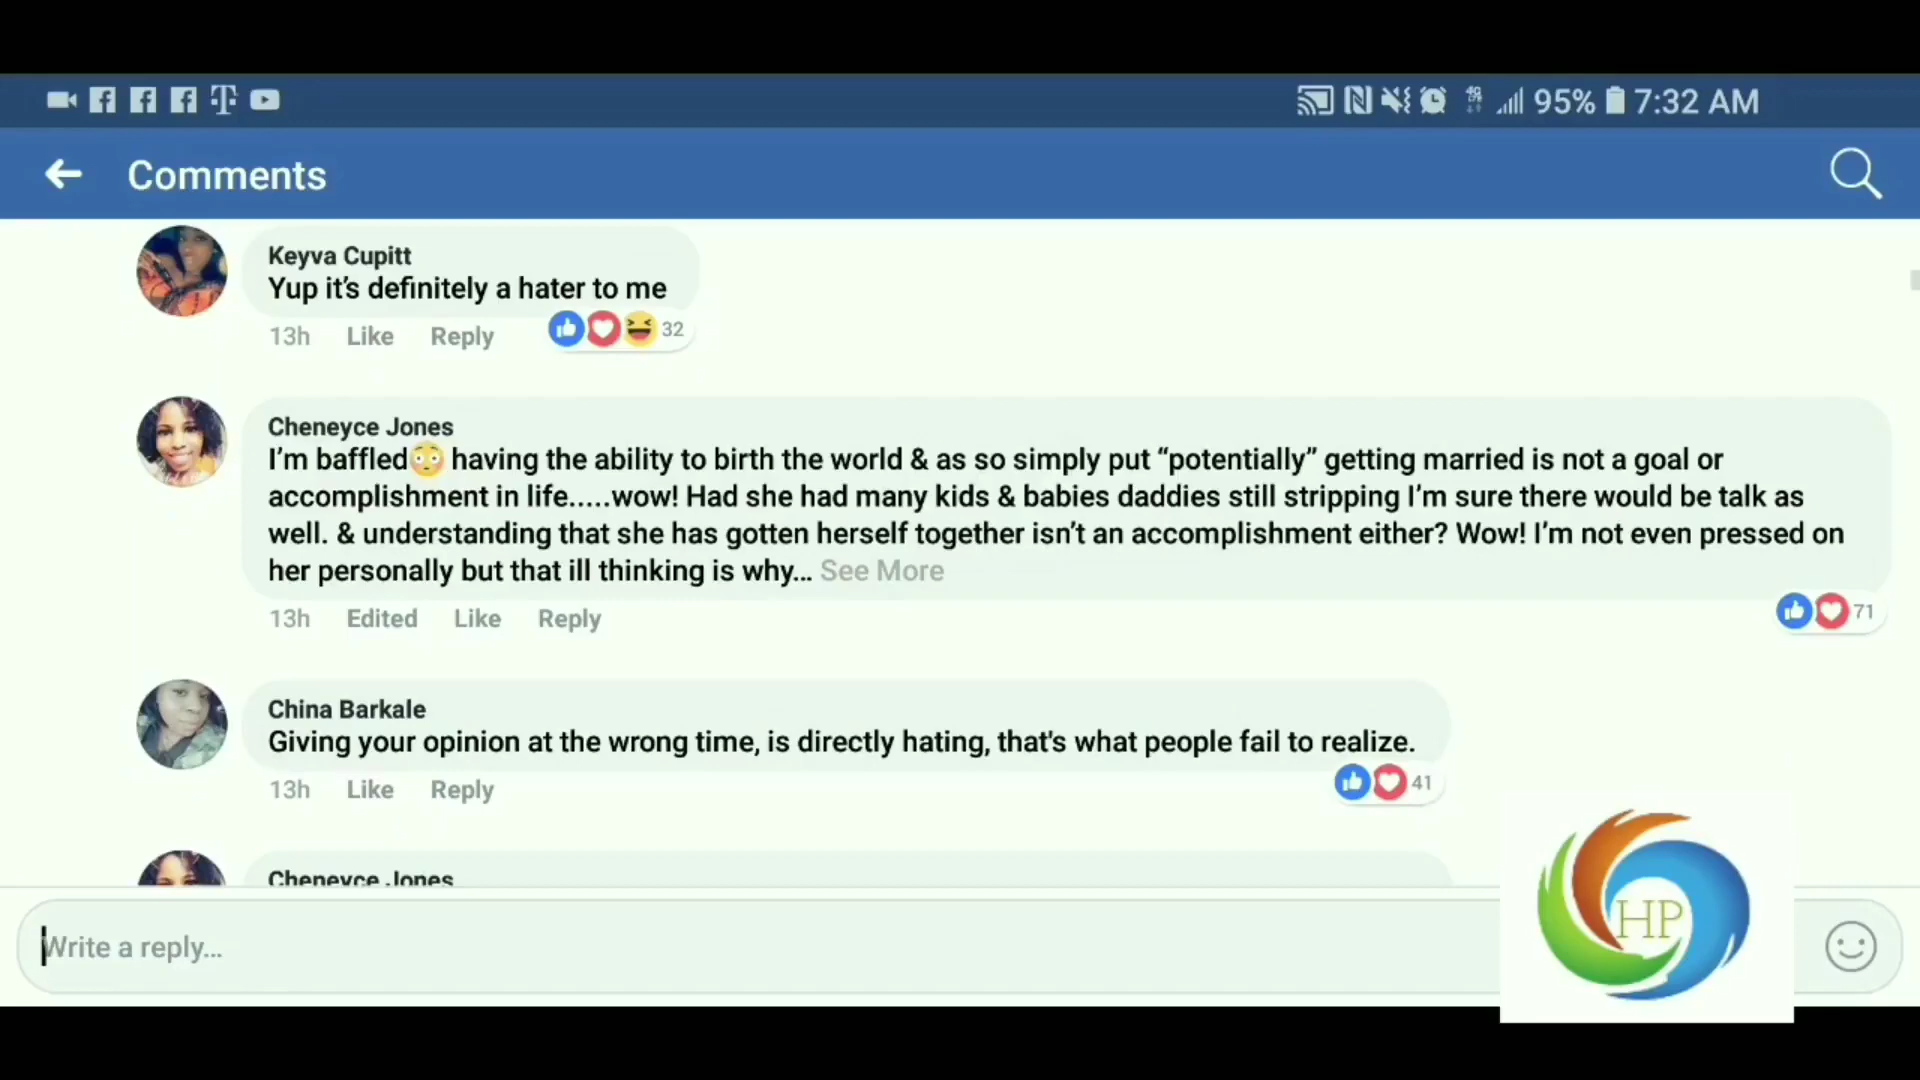 95% 7:32 AM
Comments
Keyva Cupitt
Yup it’s definitely a hater to me
13h Like Reply 32
Cheneyce Jones
I’m baffled😳 having the ability to birth the world & as so simply put “potentially” getting married is not a goal or
accomplishment in life.....wow! Had she had many kids & babies daddies still stripping I’m sure there would be talk as
well. & understanding that she has gotten herself together isn’t an accomplishment either? Wow! I’m not even pressed on
her personally but that ill thinking is why... See More
13h Edited Like Reply 71
China Barkale
Giving your opinion at the wrong time, is directly hating, that's what people fail to realize.
13h Like Reply 41
Cheneyce Jones
Write a reply...
HP